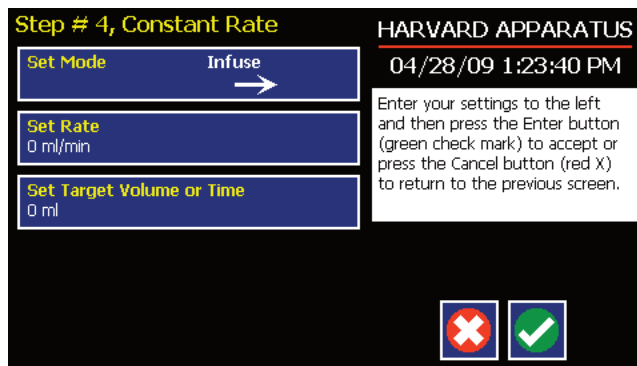 Step # 4, Constant Rate
Set Mode Infuse
Set Rate
0 ml/min
Set Target Volume or Time
0 ml
HARVARD APPARATUS
04/28/09 1:23:40 PM
Enter your settings to the left
and then press the Enter button
(green check mark) to accept or
press the Cancel button (red X)
to return to the previous screen.